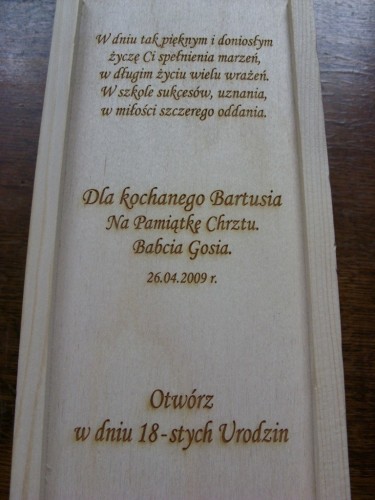 W dniu tak pięknym i doniosłym
życzę Ci spełnienia marzeń,
w długim życiu wielu wrażeń.
W szkole sukcesów, uznania,
w miłości szczerego oddania.
Dla kochanego Bartusia
Na Pamiątkę Chrztu.
Babcia Gosia.
26.04.2009 r.
Otwórz
w dniu 18-stych Urodzin